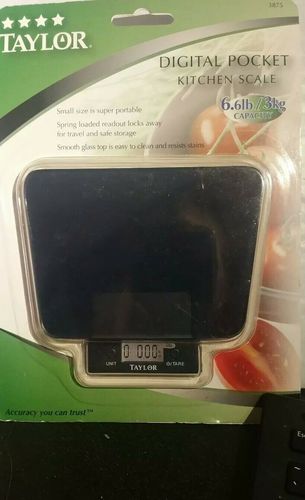 3875
TAYLOR®
DIGITAL POCKET
KITCHEN SCALE
6.6lb/3kg
CAPACITY
Small size is super portable
Spring loaded readout locks away
for travel and safe storage
Smooth glass top is easy to clean and resists stains
0:000
UNIT
TAYLOR
⏻/TARE
Accuracy you can trust™
Esc